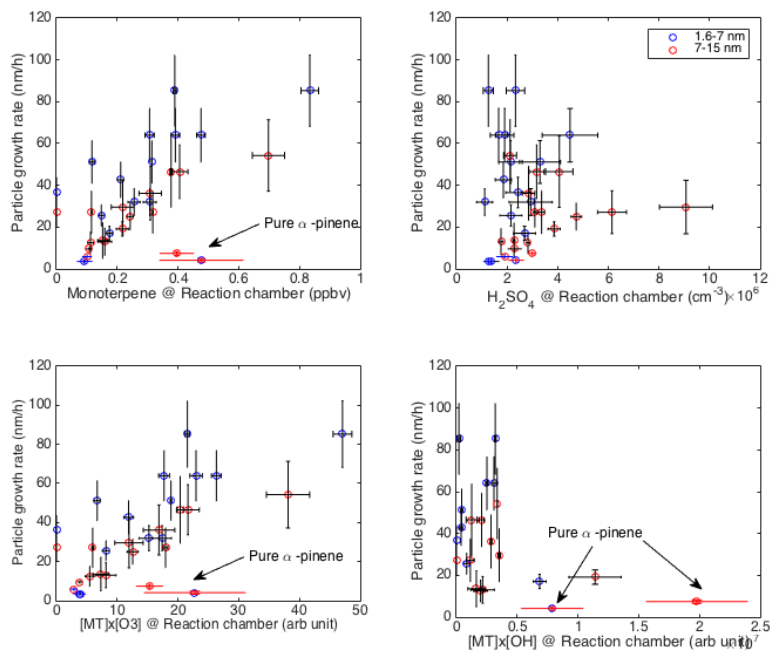 120
100
80
60
40
20
0
Particle growth rate (nm/h)
Pure α -pinene
0 0.2 0.4 0.6 0.8 1
Monoterpene @ Reaction chamber (ppbv)
120
100
80
60
40
20
0
Particle growth rate (nm/h)
1.6-7 nm
7-15 nm
0 2 4 6 8 10 12
H2SO4 @ Reaction chamber (cm-3)×10 6
120
100
80
60
40
20
0
Particle growth rate (nm/h)
Pure α -pinene
0 10 20 30 40 50
[MT]x[O3] @ Reaction chamber (arb unit)
120
100
80
60
40
20
0
Particle growth rate (nm/h)
Pure α -pinene
0 0.5 1 1.5 2 2.5 3
[MT]x[OH] @ Reaction chamber (arb unit)
×10 7